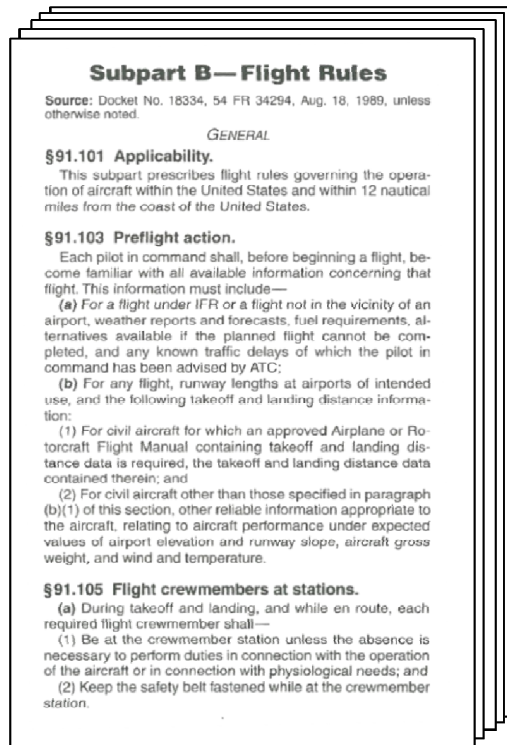 Subpart B—Flight Rules
Source: Docket No. 18334, 54 FR 34294, Aug. 18, 1989, unless
otherwise noted.
GENERAL
§91.101 Applicability.
This subpart prescribes flight rules governing the opera-
tion of aircraft within the United States and within 12 nautical
miles from the coast of the United States.
§91.103 Preflight action.
Each pilot in command shall, before beginning a flight, be-
come familiar with all available information concerning that
flight. This information must include—
(a) For a flight under IFR or a flight not in the vicinity of an
airport, weather reports and forecasts, fuel requirements, al-
ternatives available if the planned flight cannot be com-
pleted, and any known traffic delays of which the pilot in
command has been advised by ATC;
(b) For any flight, runway lengths at airports of intended
use, and the following takeoff and landing distance informa-
tion:
(1) For civil aircraft for which an approved Airplane or Ro-
torcraft Flight Manual containing takeoff and landing dis-
tance data is required, the takeoff and landing distance data
contained therein; and
(2) For civil aircraft other than those specified in paragraph
(b)(1) of this section, other reliable information appropriate to
the aircraft, relating to aircraft performance under expected
values of airport elevation and runway slope, aircraft gross
weight, and wind and temperature.
§91.105 Flight crewmembers at stations.
(a) During takeoff and landing, and while en route, each
required flight crewmember shall—
(1) Be at the crewmember station unless the absence is
necessary to perform duties in connection with the operation
of the aircraft or in connection with physiological needs; and
(2) Keep the safety belt fastened while at the crewmember
station.